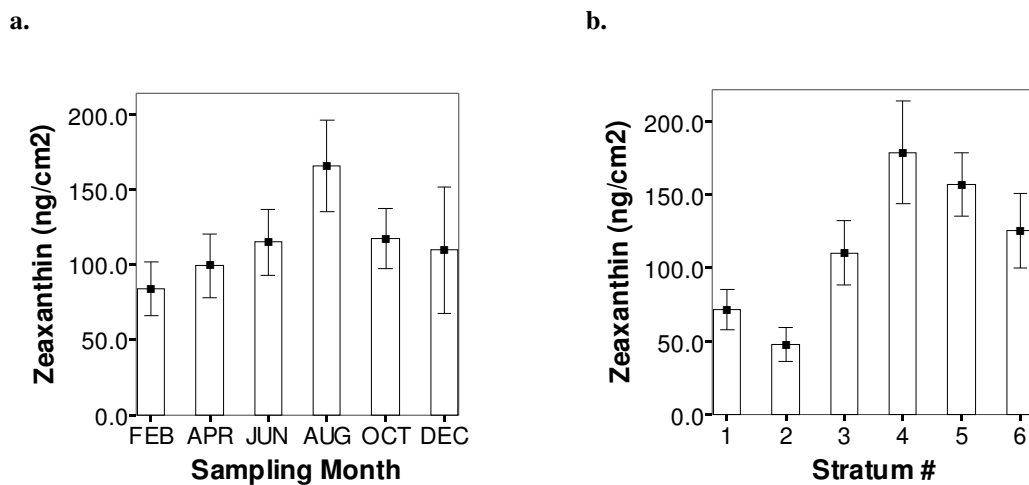 a.
Zeaxanthin (ng/cm2)
200.0
150.0
100.0
50.0
0.0
FEB APR JUN AUG OCT DEC
Sampling Month
b.
Zeaxanthin (ng/cm2)
200.0
150.0
100.0
50.0
0.0
1 2 3 4 5 6
Stratum #